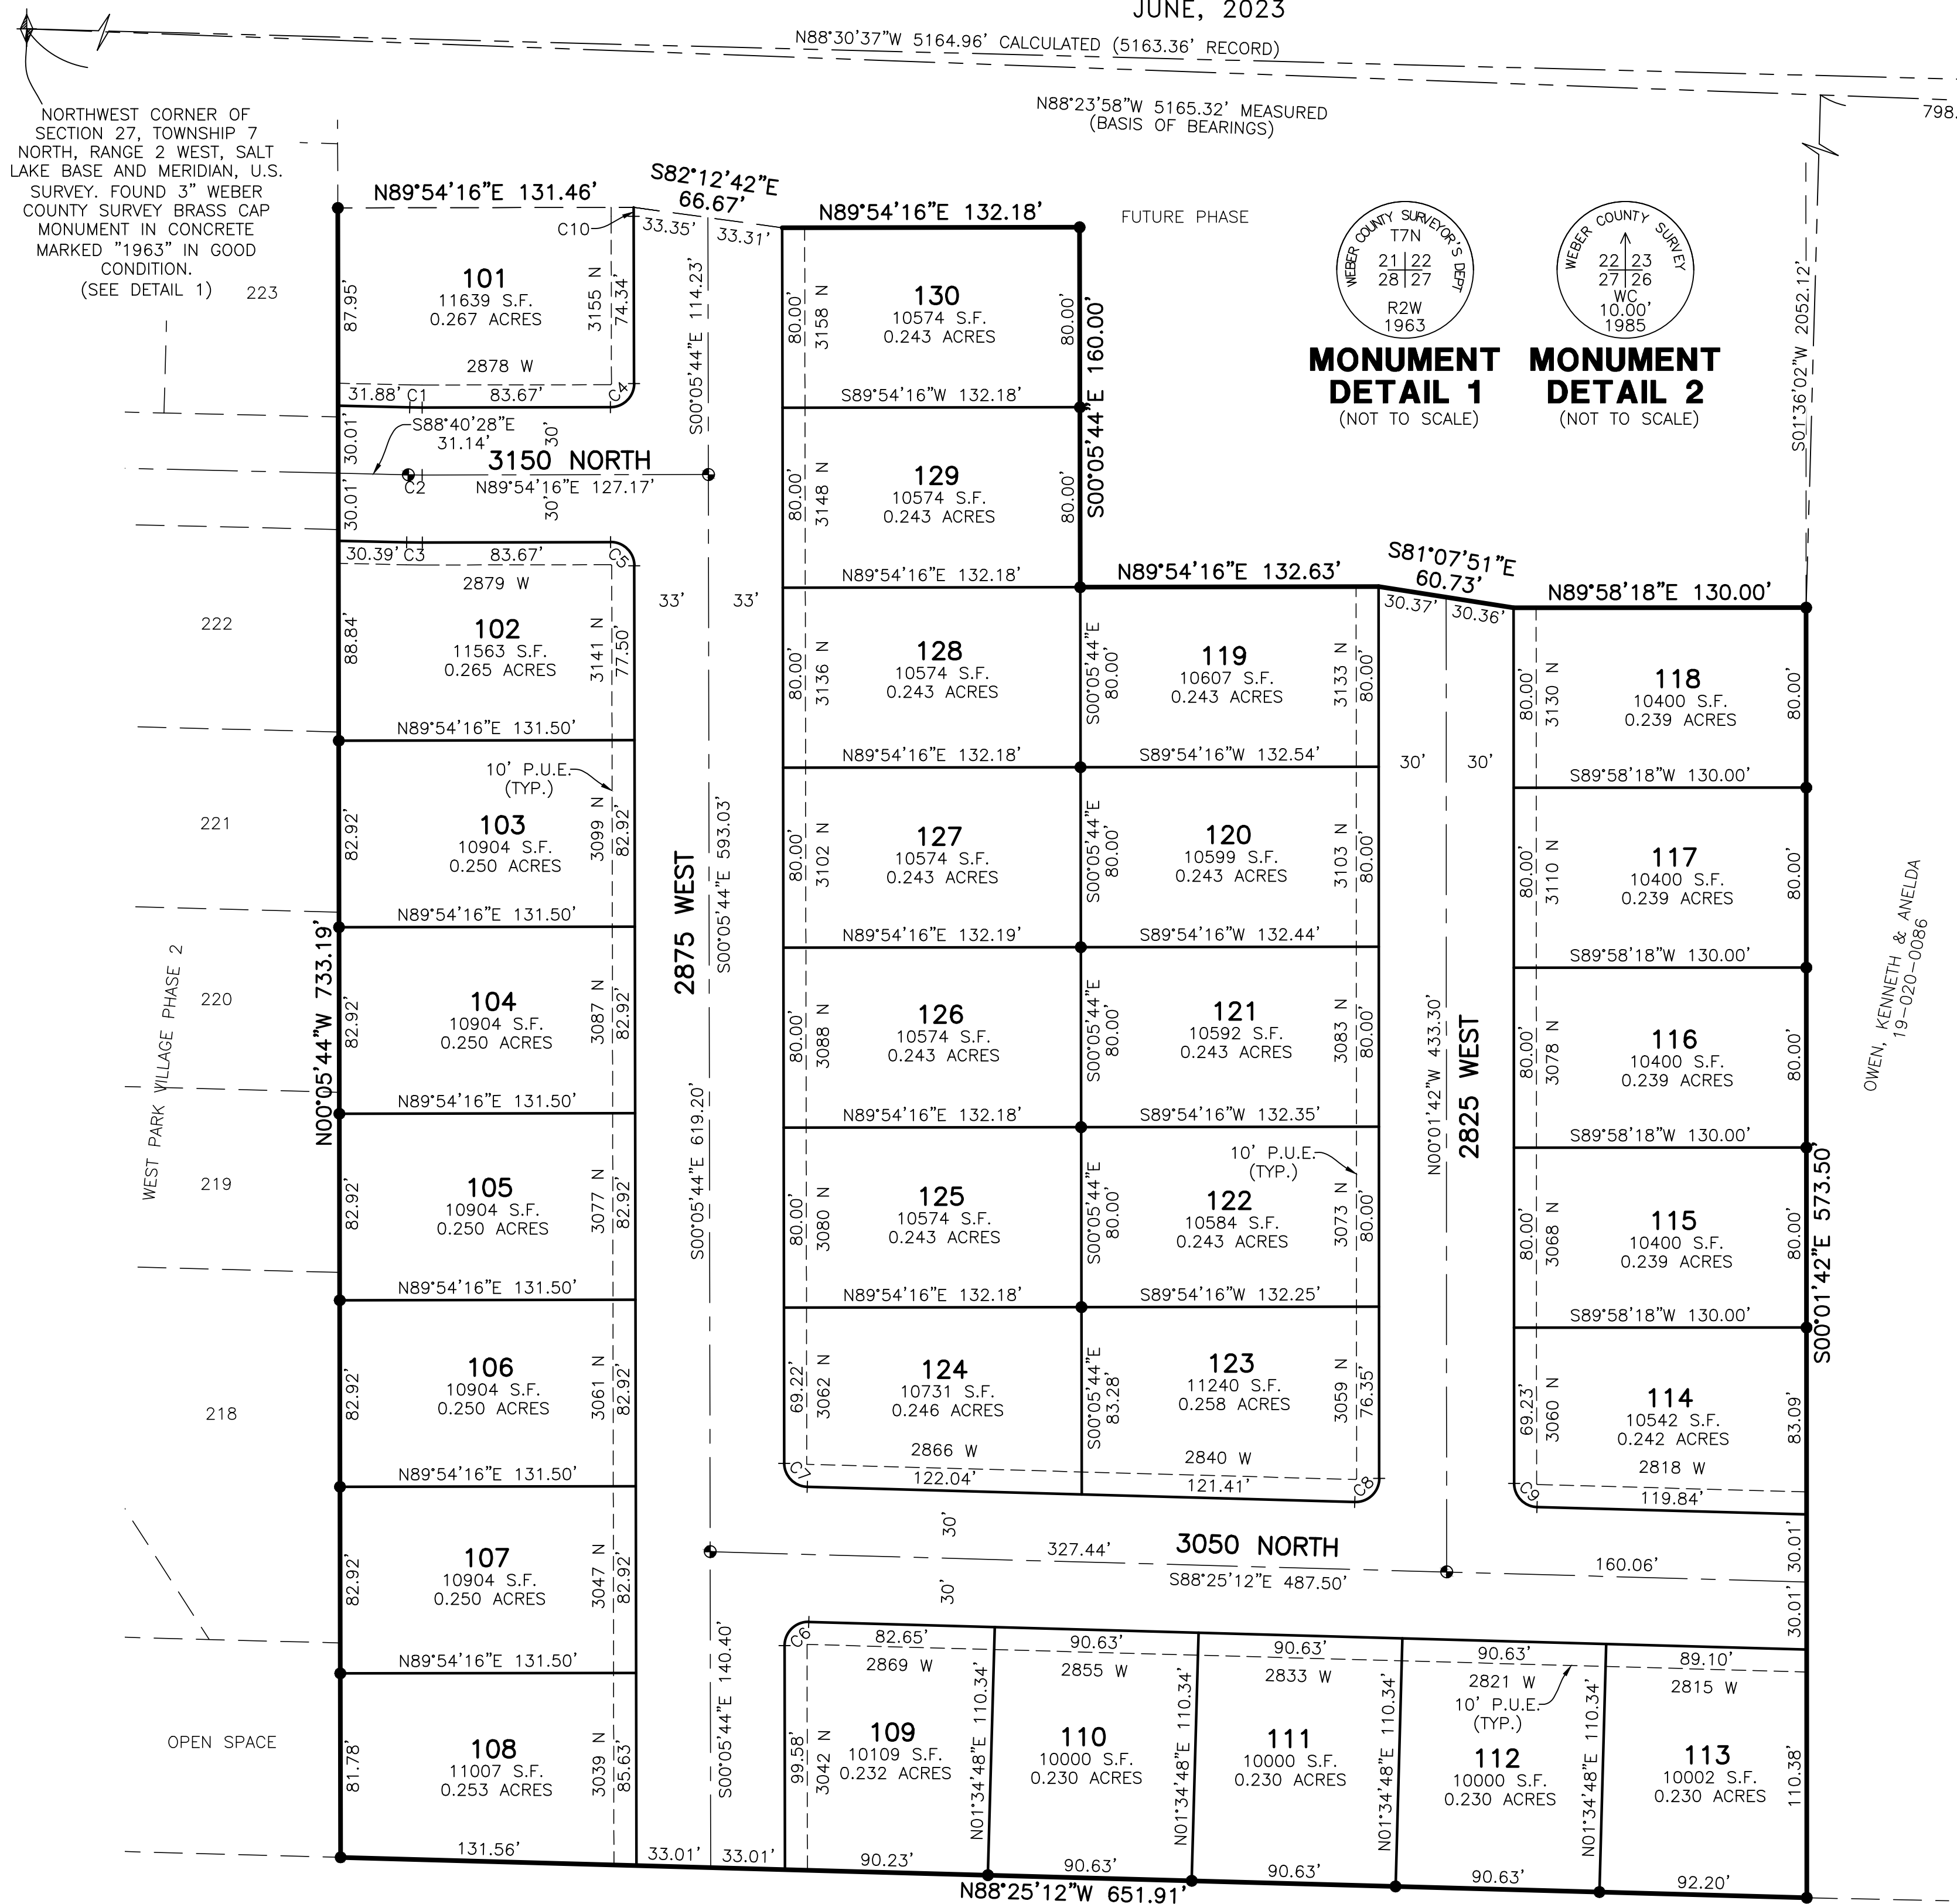 JUNE, 2023
N88°30'37"W 5164.96' CALCULATED (5163.36' RECORD)
N88°23'58"W 5165.32' MEASURED
(BASIS OF BEARINGS)
798.
NORTHWEST CORNER OF
SECTION 27, TOWNSHIP 7
NORTH, RANGE 2 WEST, SALT
LAKE BASE AND MERIDIAN, U.S.
SURVEY. FOUND 3" WEBER
COUNTY SURVEY BRASS CAP
MONUMENT IN CONCRETE
MARKED "1963" IN GOOD
CONDITION.
(SEE DETAIL 1)
223
N89°54'16"E 131.46'
S82°12'42"E
66.67'
N89°54'16"E 132.18'
FUTURE PHASE
C10
33.35'
33.31'
WEBER COUNTY SURVEYOR'S DEPT
T7N
21 22
28 27
R2W
1963
MONUMENT
DETAIL 1
(NOT TO SCALE)
WEBER COUNTY SURVEY
22 23
27 26
WC
10.00'
1985
MONUMENT
DETAIL 2
(NOT TO SCALE)
S01°36'02"W 2052.12'
87.95'
101
11639 S.F.
0.267 ACRES
3155 N
74.34'
2878 W
S00°05'44"E 114.23'
80.00'
3158 N
130
10574 S.F.
0.243 ACRES
80.00'
S00°05'44"E 160.00'
31.88'
C1
83.67'
C4
S89°54'16"W 132.18'
30.01'
S88°40'28"E
31.14'
30'
3150 NORTH
C2
N89°54'16"E 127.17'
30.01'
30'
80.00'
3148 N
129
10574 S.F.
0.243 ACRES
80.00'
30.39'
C3
83.67'
C5
2879 W
N89°54'16"E 132.18'
N89°54'16"E 132.63'
S81°07'51"E
60.73'
N89°58'18"E 130.00'
30.37'
30.36'
33'
33'
222
88.84'
102
11563 S.F.
0.265 ACRES
3141 N
77.50'
80.00'
3136 N
128
10574 S.F.
0.243 ACRES
S00°05'44"E
80.00'
119
10607 S.F.
0.243 ACRES
3133 N
80.00'
80.00'
3130 N
118
10400 S.F.
0.239 ACRES
80.00'
N89°54'16"E 131.50'
N89°54'16"E 132.18'
S89°54'16"W 132.54'
30'
30'
S89°58'18"W 130.00'
10' P.U.E.
(TYP.)
221
82.92'
103
10904 S.F.
0.250 ACRES
3099 N
82.92'
2875 WEST
S00°05'44"E 593.03'
80.00'
3102 N
127
10574 S.F.
0.243 ACRES
S00°05'44"E
80.00'
120
10599 S.F.
0.243 ACRES
3103 N
80.00'
80.00'
3110 N
117
10400 S.F.
0.239 ACRES
80.00'
OWEN, KENNETH & ANELDA
19-020-0086
N89°54'16"E 131.50'
N89°54'16"E 132.19'
S89°54'16"W 132.44'
S89°58'18"W 130.00'
N00°05'44"W 733.19'
WEST PARK VILLAGE PHASE 2
220
82.92'
104
10904 S.F.
0.250 ACRES
3087 N
82.92'
80.00'
3088 N
126
10574 S.F.
0.243 ACRES
S00°05'44"E
80.00'
121
10592 S.F.
0.243 ACRES
3083 N
80.00'
N00°01'42"W 433.30'
2825 WEST
80.00'
3078 N
116
10400 S.F.
0.239 ACRES
80.00'
N89°54'16"E 131.50'
N89°54'16"E 132.18'
S89°54'16"W 132.35'
S89°58'18"W 130.00'
S00°05'44"E 619.20'
219
82.92'
105
10904 S.F.
0.250 ACRES
3077 N
82.92'
80.00'
3080 N
125
10574 S.F.
0.243 ACRES
S00°05'44"E
80.00'
10' P.U.E.
(TYP.)
122
10584 S.F.
0.243 ACRES
3073 N
80.00'
80.00'
3068 N
115
10400 S.F.
0.239 ACRES
80.00'
S00°01'42"E 573.50'
N89°54'16"E 131.50'
N89°54'16"E 132.18'
S89°54'16"W 132.25'
S89°58'18"W 130.00'
218
82.92'
106
10904 S.F.
0.250 ACRES
3061 N
82.92'
69.22'
3062 N
124
10731 S.F.
0.246 ACRES
2866 W
S00°05'44"E
83.28'
123
11240 S.F.
0.258 ACRES
2840 W
3059 N
76.35'
69.23'
3060 N
114
10542 S.F.
0.242 ACRES
2818 W
83.09'
N89°54'16"E 131.50'
C7
122.04'
121.41'
C8
C9
119.84'
82.92'
107
10904 S.F.
0.250 ACRES
3047 N
82.92'
30'
327.44'
3050 NORTH
S88°25'12"E 487.50'
160.06'
30'
30.01'
30.01'
N89°54'16"E 131.50'
C6
82.65'
90.63'
90.63'
90.63'
89.10'
2869 W
2855 W
2833 W
2821 W
2815 W
10' P.U.E.
(TYP.)
OPEN SPACE
81.78'
108
11007 S.F.
0.253 ACRES
3039 N
85.63'
S00°05'44"E 140.40'
99.58'
3042 N
109
10109 S.F.
0.232 ACRES
N01°34'48"E 110.34'
110
10000 S.F.
0.230 ACRES
N01°34'48"E 110.34'
111
10000 S.F.
0.230 ACRES
N01°34'48"E 110.34'
112
10000 S.F.
0.230 ACRES
N01°34'48"E 110.34'
113
10002 S.F.
0.230 ACRES
110.38'
131.56'
33.01'
33.01'
90.23'
90.63'
90.63'
90.63'
92.20'
N88°25'12"W 651.91'